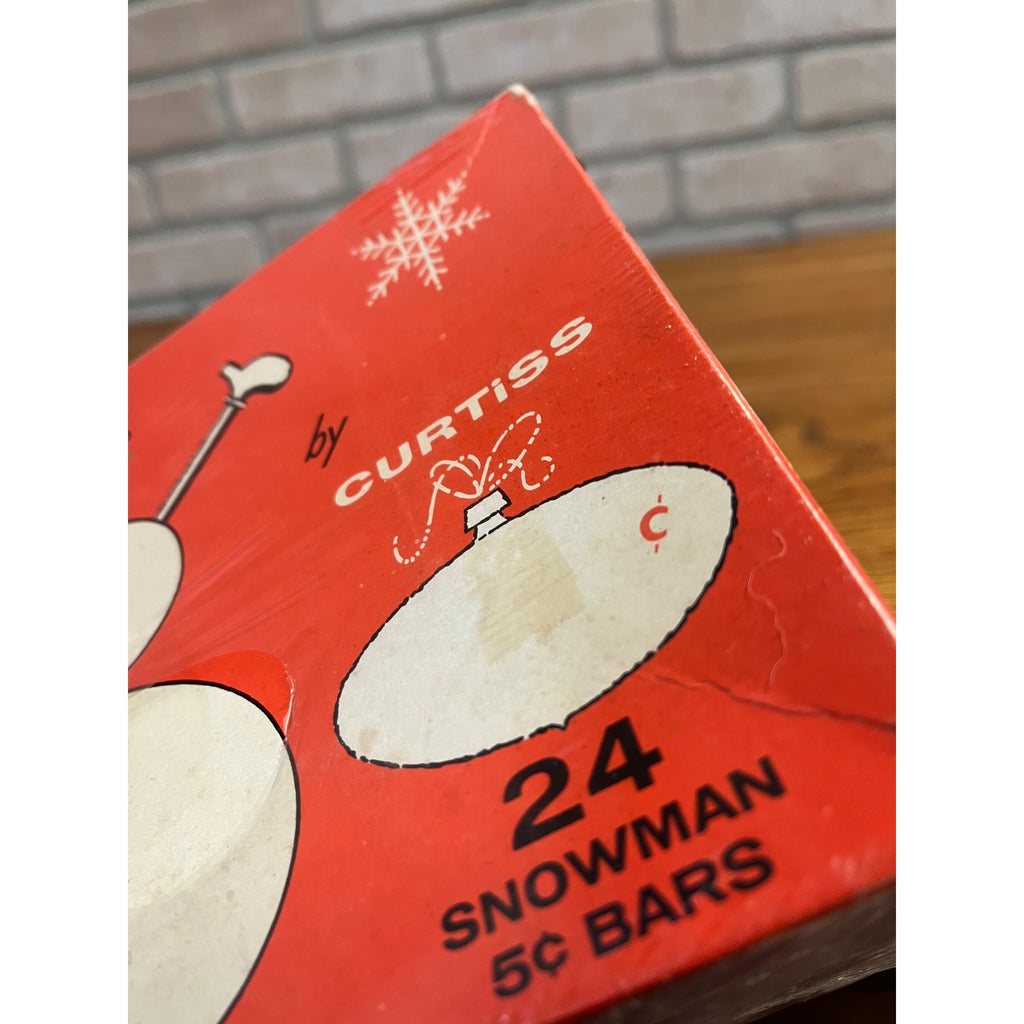 by
CURTiSS
¢
24
SNOWMAN
5¢ BARS